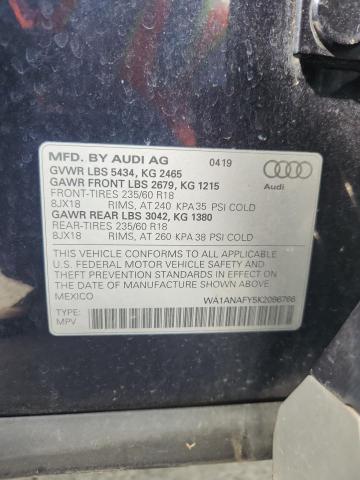 MFD. BY AUDI AG 04 19
GVWR LBS 5434, KG 2465
GAWR FRONT LBS 2679, KG 1215
FRONT-TIRES 235/60 R18
8JX18 RIMS, AT 240 KPA 35 PSI COLD
GAWR REAR LBS 3042, KG 1380
REAR-TIRES 235/60 R18
8JX18 RIMS, AT 260 KPA 38 PSI COLD
THIS VEHICLE CONFORMS TO ALL APPLICABLE
U.S. FEDERAL MOTOR VEHICLE SAFETY AND
THEFT PREVENTION STANDARDS IN EFFECT ON
THE DATE OF MANUFACTURE SHOWN ABOVE.
MEXICO WA1ANAFY5K2096766
TYPE:
MPV